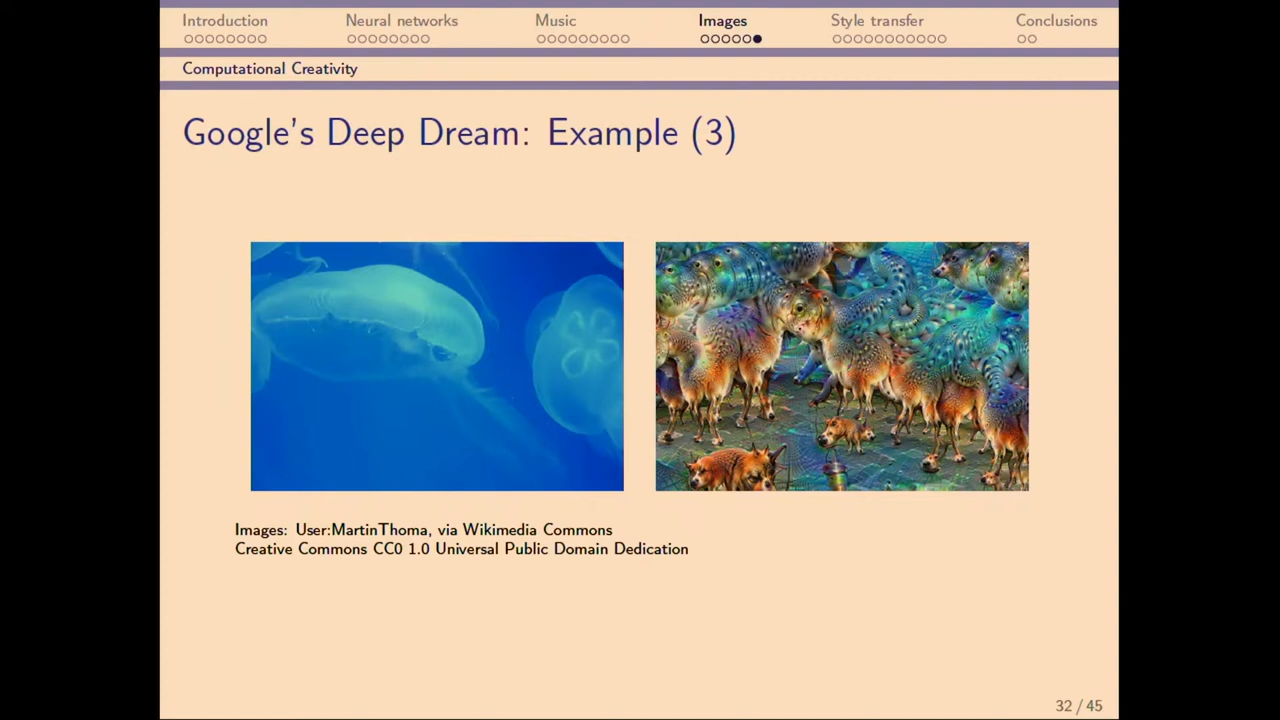 Introduction Neural networks Music Images Style transfer Conclusions
Computational Creativity
Google's Deep Dream: Example (3)
Images: User:MartinThoma, via Wikimedia Commons
Creative Commons CC0 1.0 Universal Public Domain Dedication
32 / 45